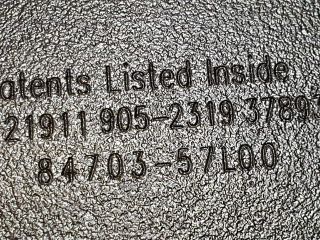 atents Listed Inside
21911 905-2319 3789
84703-57L00